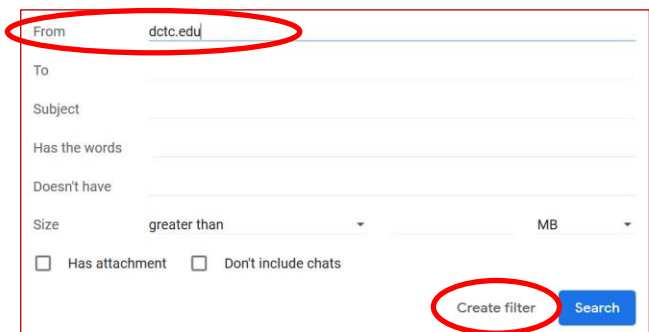 From dctc.edu
To
Subject
Has the words
Doesn't have
Size greater than MB
Has attachment Don't include chats
Create filter Search